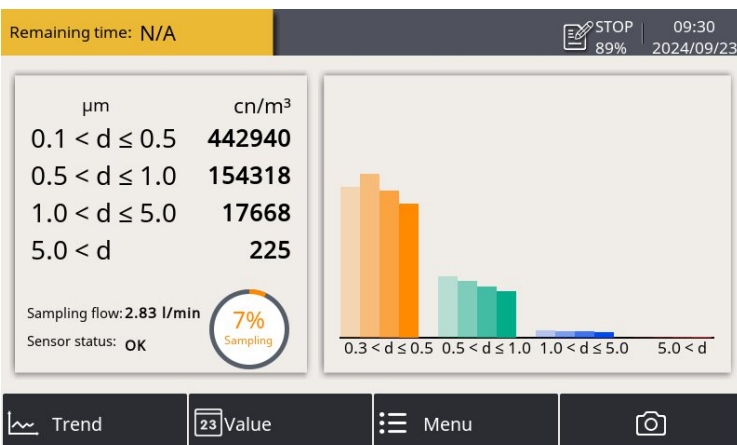 Remaining time: N/A
STOP
89%
09:30
2024/09/23
μm cn/m³
0.1 < d ≤ 0.5 442940
0.5 < d ≤ 1.0 154318
1.0 < d ≤ 5.0 17668
5.0 < d 225
Sampling flow: 2.83 l/min
Sensor status: OK
7%
Sampling
0.3 < d ≤ 0.5 0.5 < d ≤ 1.0 1.0 < d ≤ 5.0 5.0 < d
Trend
23 Value
Menu